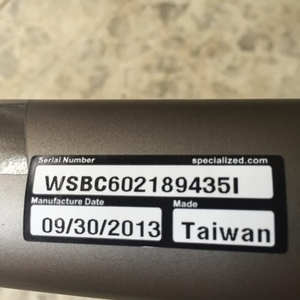 Serial Number specialized.com
WSBC602189435I
Manufacture Date Made
09/30/2013 Taiwan